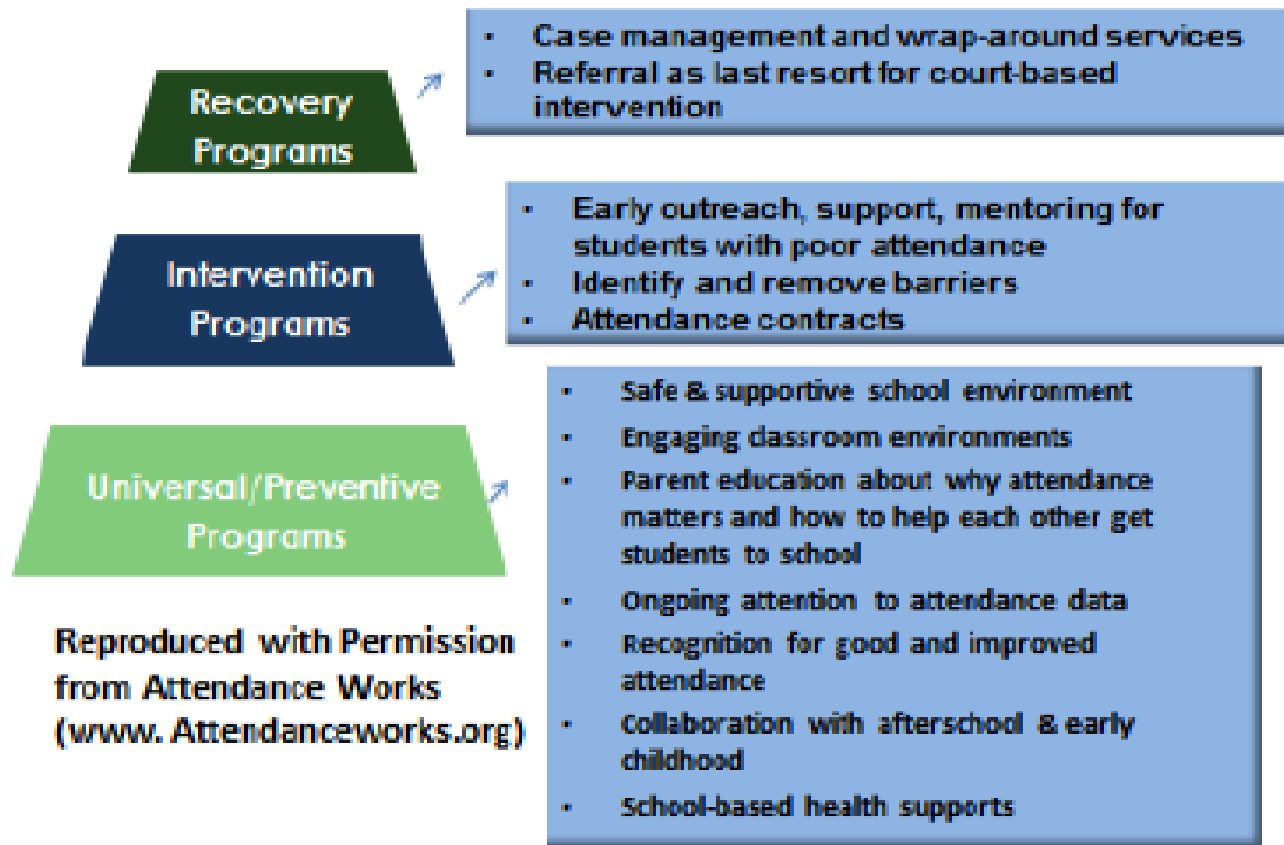 Recovery
Programs
• Case management and wrap-around services
• Referral as last resort for court-based
intervention
Intervention
Programs
• Early outreach, support, mentoring for
students with poor attendance
• Identify and remove barriers
• Attendance contracts
Universal/Preventive
Programs
• Safe & supportive school environment
• Engaging classroom environments
• Parent education about why attendance
matters and how to help each other get
students to school
• Ongoing attention to attendance data
• Recognition for good and improved
attendance
• Collaboration with afterschool & early
childhood
• School-based health supports
Reproduced with Permission
from Attendance Works
(www. Attendanceworks.org)